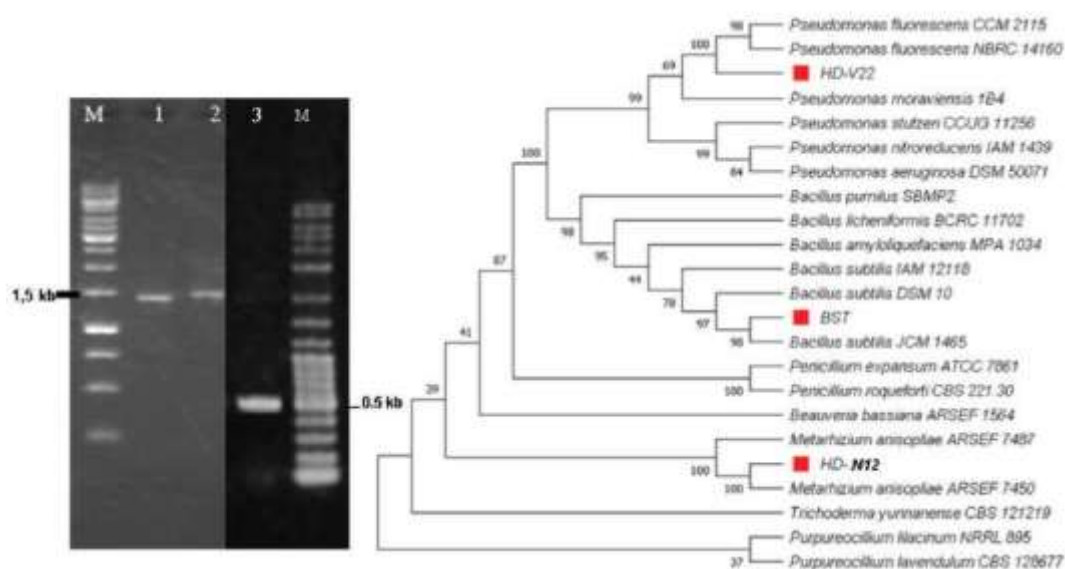 M 1 2 3 M
1,5 kb
0.5 kb
Pseudomonas fluorescens CCM 2115
Pseudomonas fluorescens NBRC 14160
HD-V22
Pseudomonas moraviensis 1B4
Pseudomonas stutzeri CCUG 11256
Pseudomonas nitroreducens IAM 1439
Pseudomonas aeruginosa DSM 50071
Bacillus pumilus SBMP2
Bacillus licheniformis BCRC 11702
Bacillus amyloliquefaciens MPA 1034
Bacillus subtilis IAM 12118
Bacillus subtilis DSM 10
BST
Bacillus subtilis JCM 1465
Penicillium expansum ATCC 7861
Penicillium roqueforti CBS 221 30
Beauveria bassiana ARSEF 1564
Metarhizium anisopliae ARSEF 7487
HD-N12
Metarhizium anisopliae ARSEF 7450
Trichoderma yunnanense CBS 121219
Purpureocillium lilacinum NRRL 895
Purpureocillium lavendulum CBS 128677
98
100
69
99
99
84
100
98
95
44
78
97
98
87
100
41
39
100
100
37